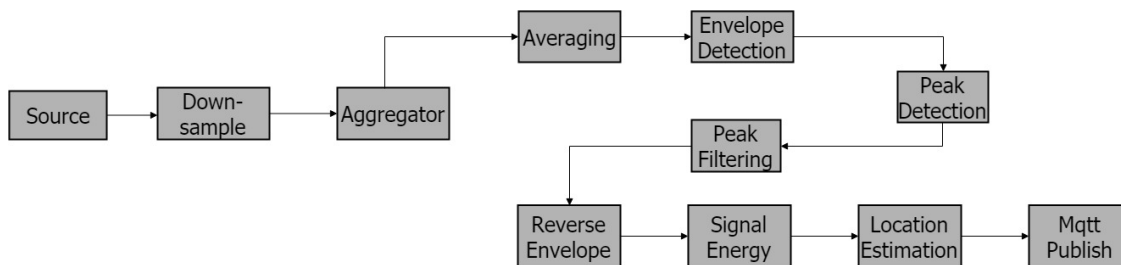 Source
Down-
sample
Aggregator
Averaging
Envelope
Detection
Peak
Detection
Peak
Filtering
Reverse
Envelope
Signal
Energy
Location
Estimation
Mqtt
Publish